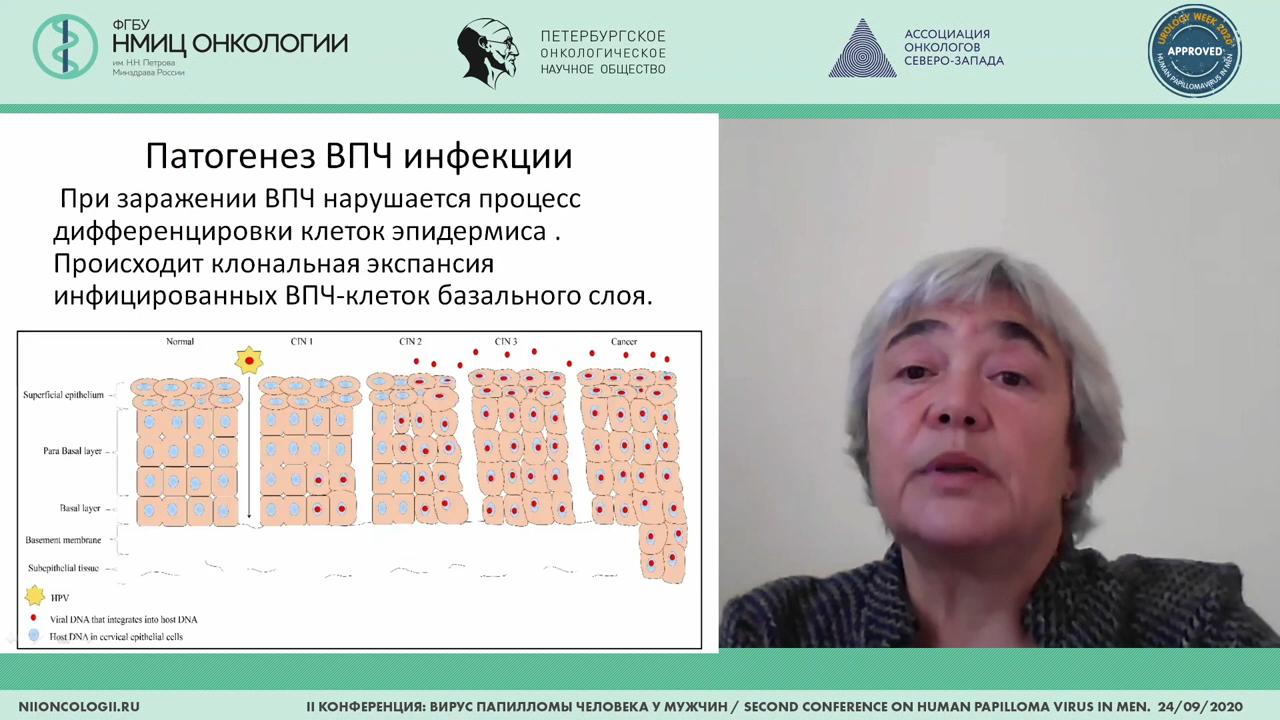 ФГБУ
НМИЦ ОНКОЛОГИИ
им. Н.Н. Петрова
Минздрава России
ПЕТЕРБУРГСКОЕ
ОНКОЛОГИЧЕСКОЕ
НАУЧНОЕ ОБЩЕСТВО
АССОЦИАЦИЯ
ОНКОЛОГОВ
СЕВЕРО-ЗАПАДА
UROLOGY WEEK 2020
APPROVED
HUMAN PAPILLOMAVIRUS IN MEN
Патогенез ВПЧ инфекции
При заражении ВПЧ нарушается процесс
дифференцировки клеток эпидермиса .
Происходит клональная экспансия
инфицированных ВПЧ-клеток базального слоя.
Normal CIN 1 CIN 2 CIN 3 Cancer
Superficial epithelium
Para Basal layer
Basal layer
Basement membrane
Subepithelial tissue
HPV
Viral DNA that integrates into host DNA
Host DNA in cervical epithelial cells
NIIONCOLOGII.RU
II КОНФЕРЕНЦИЯ: ВИРУС ПАПИЛЛОМЫ ЧЕЛОВЕКА У МУЖЧИН / SECOND CONFERENCE ON HUMAN PAPILLOMA VIRUS IN MEN. 24/09/2020